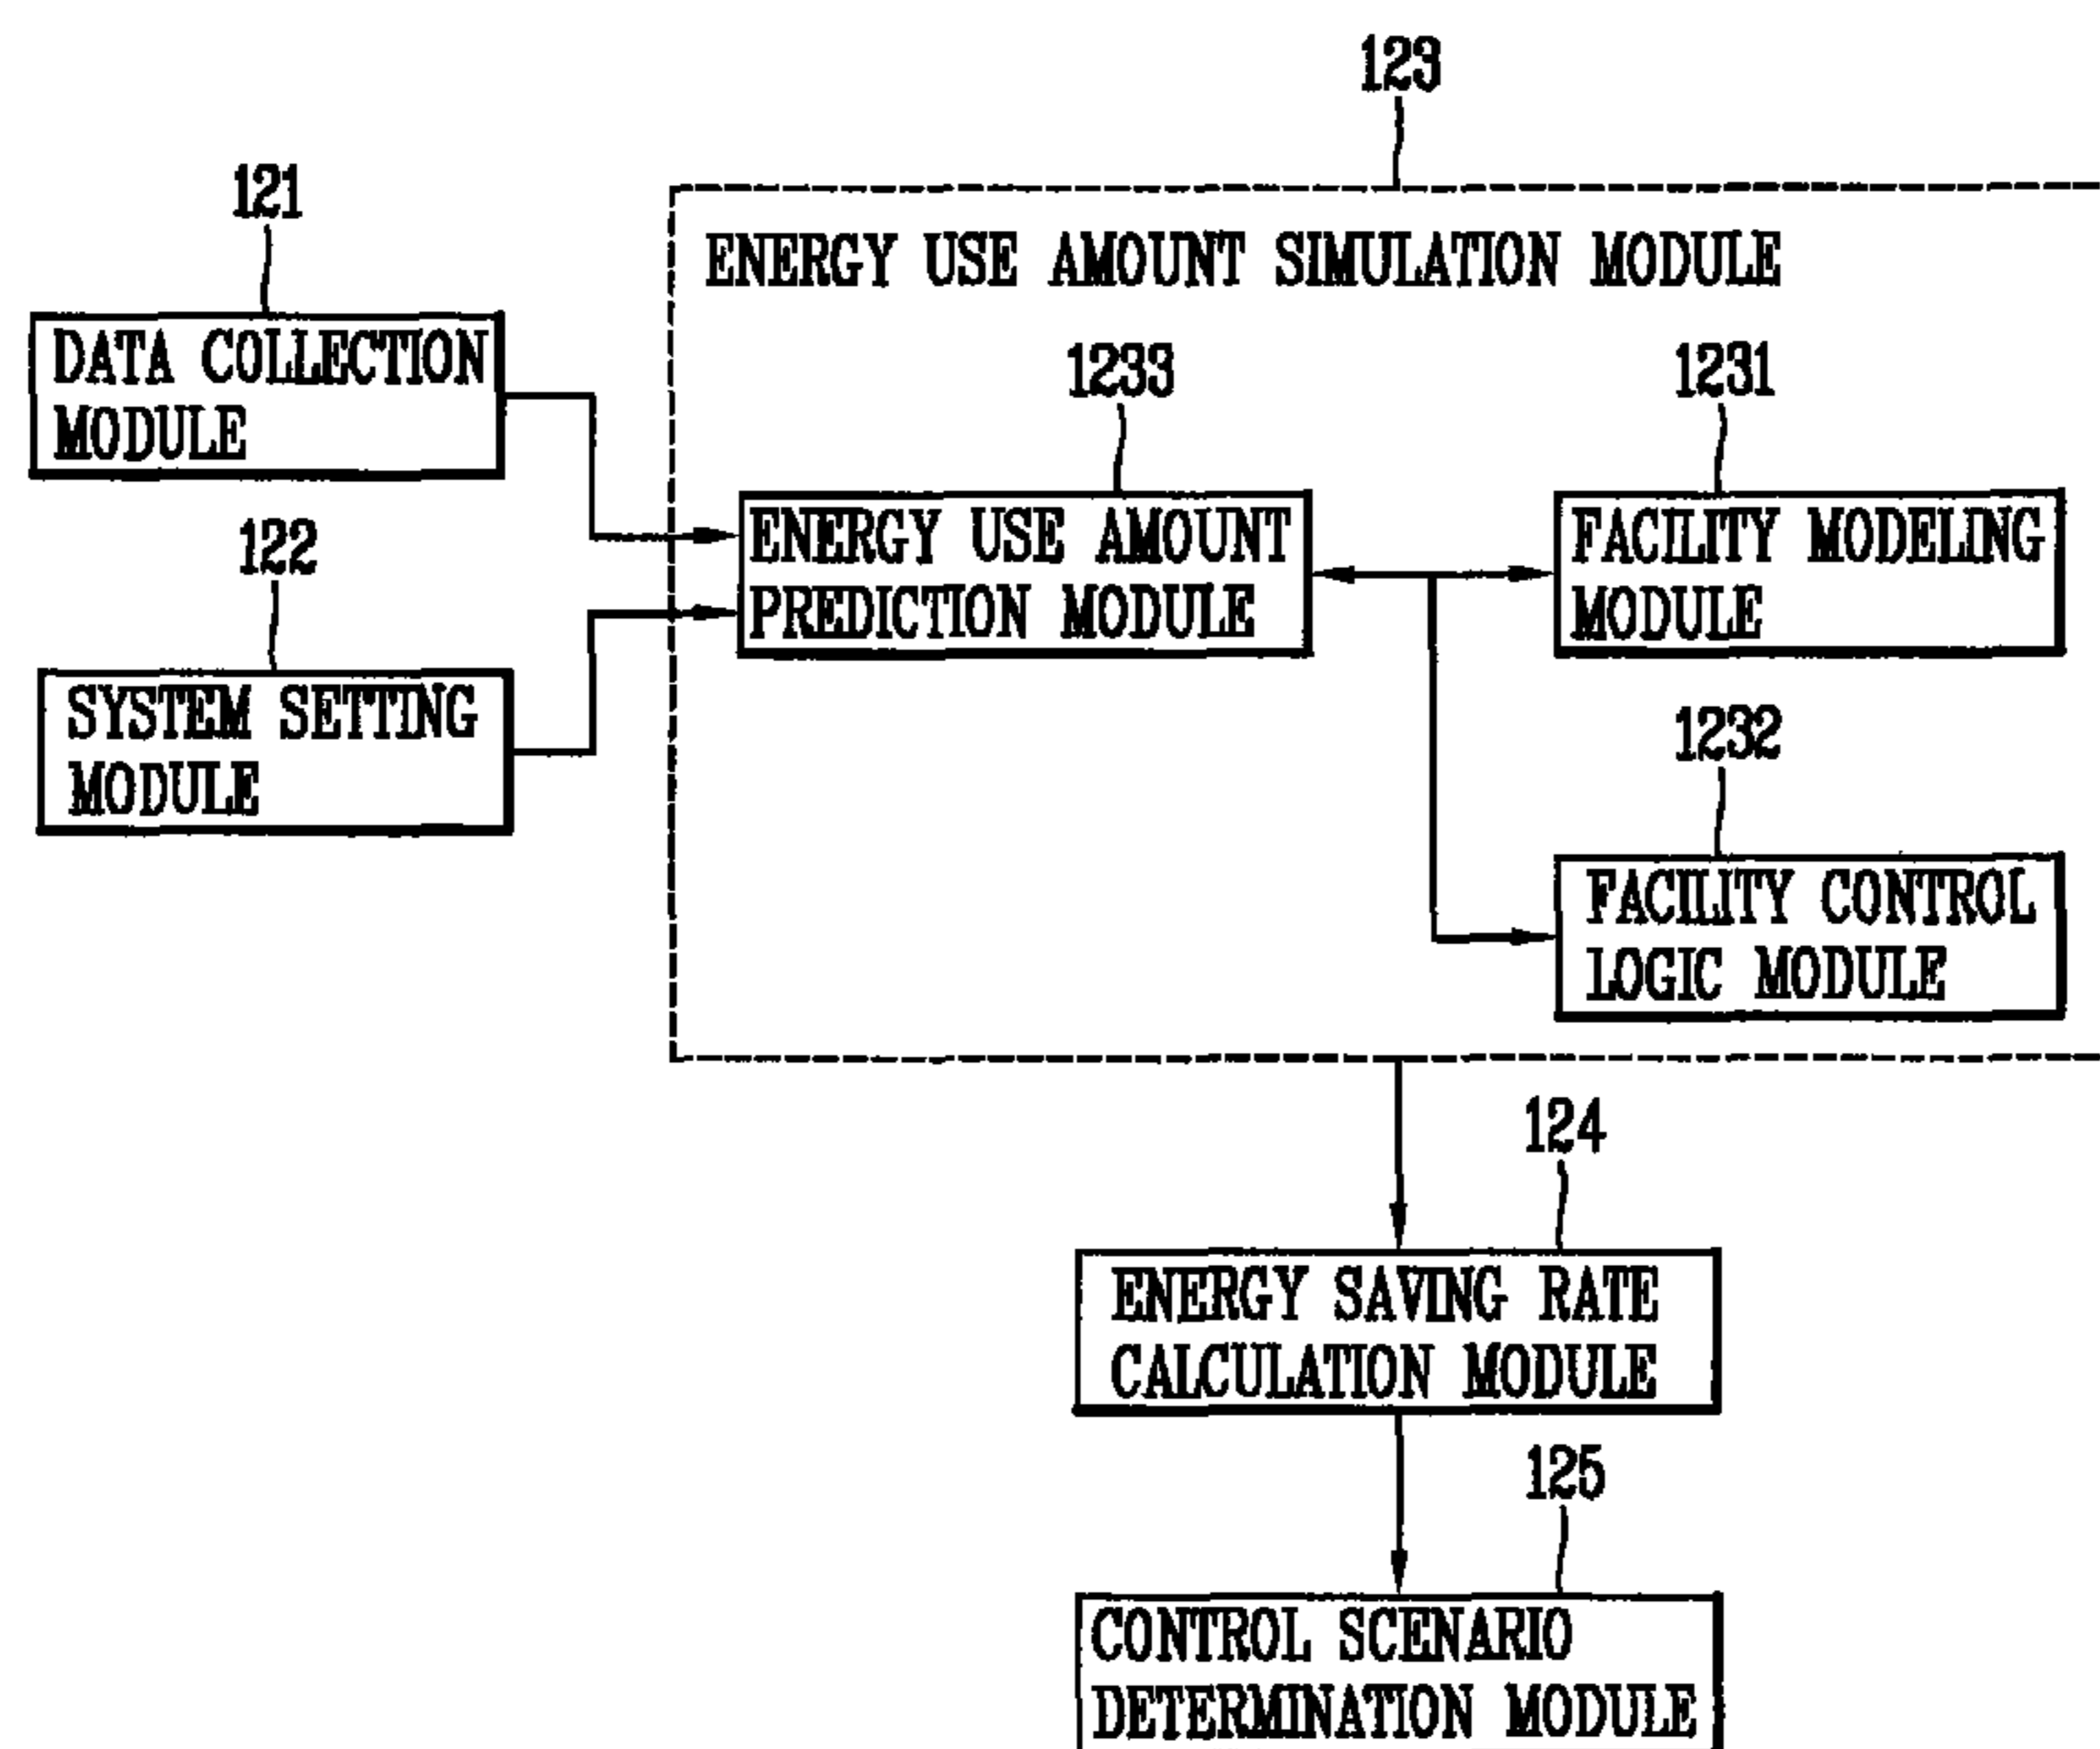 123
121
ENERGY USE AMOUNT SIMULATION MODULE
DATA COLLECTION
MODULE
1233
1231
122
ENERGY USE AMOUNT
PREDICTION MODULE
FACILITY MODELING
MODULE
SYSTEM SETTING
MODULE
1232
FACILITY CONTROL
LOGIC MODULE
124
ENERGY SAVING RATE
CALCULATION MODULE
125
CONTROL SCENARIO
DETERMINATION MODULE